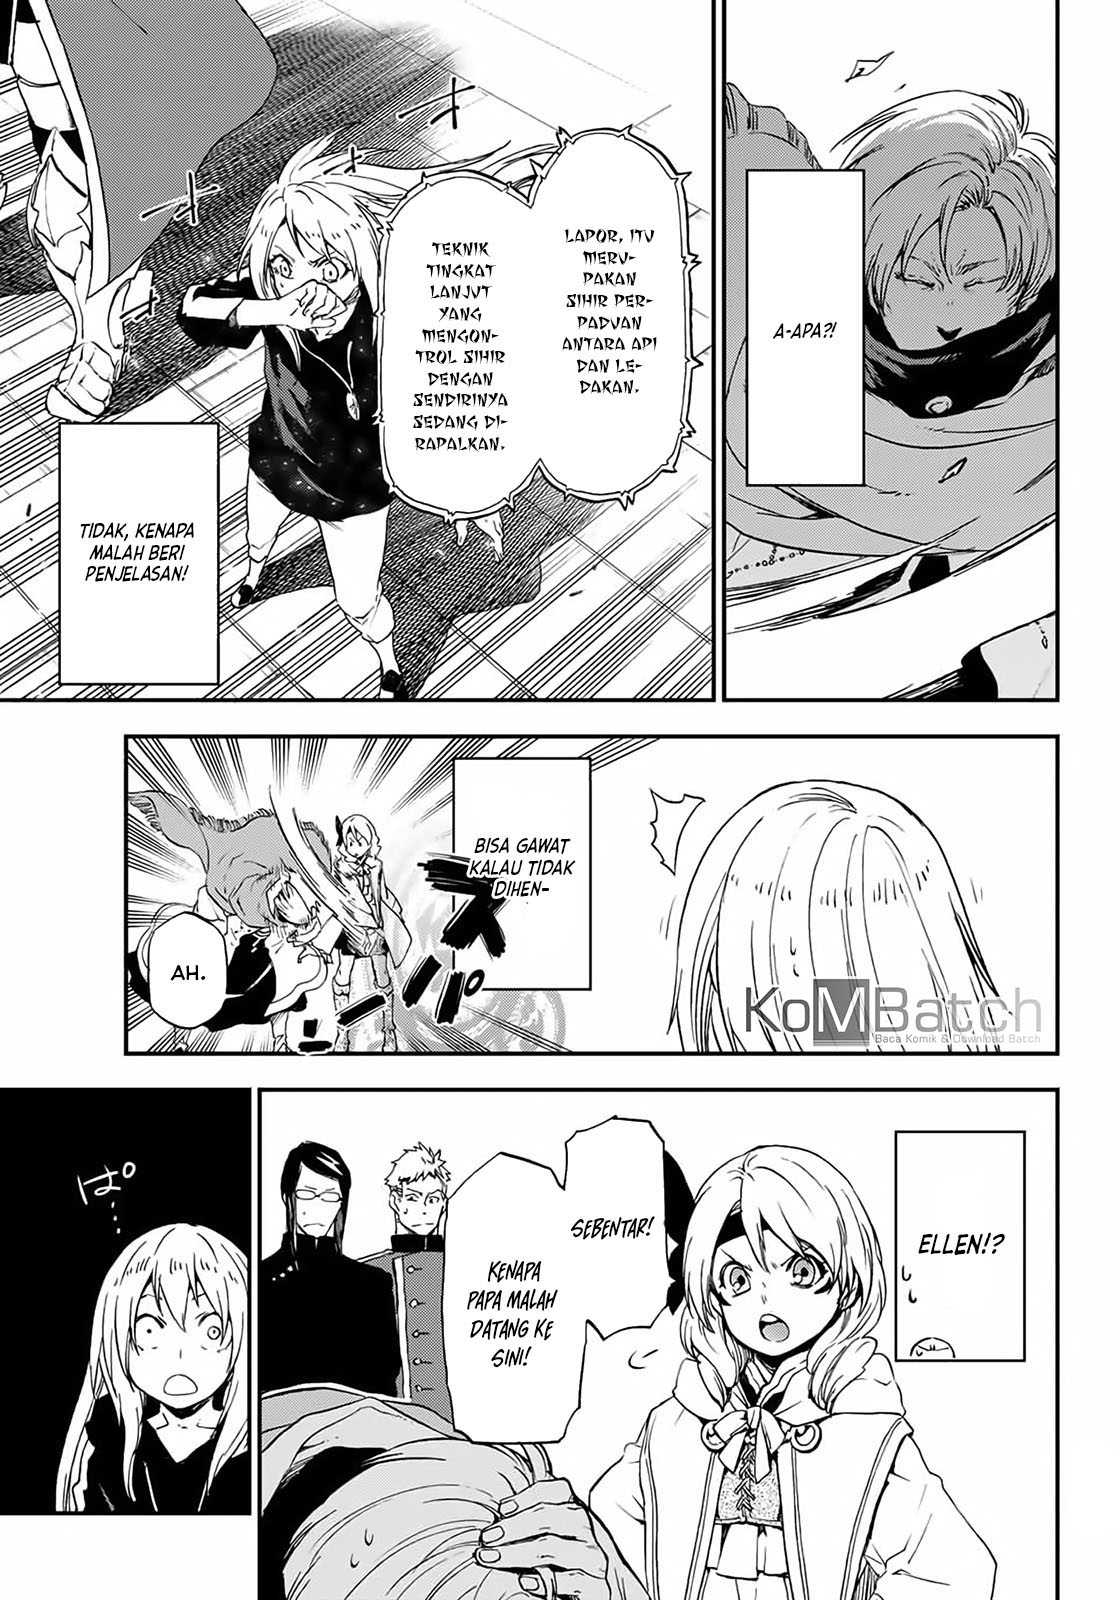 A-APA?!
LAPOR, ITU
MERU-
PAKAN
SIHIR PER-
PADUAN
ANTARA API
DAN LE-
DAKAN.
TEKNIK
TINGKAT
LANJUT
YANG
MENGON-
TROL SIHIR
DENGAN
SENDIRINYA
SEDANG DI-
RAPALKAN.
TIDAK, KENAPA
MALAH BERI
PENJELASAN!
BISA GAWAT
KALAU TIDAK
DIHEN-
AH.
KoMBatch
Baca Komik & Download Batch
ELLEN!?
SEBENTAR!
KENAPA
PAPA MALAH
DATANG KE
SINI!
ぱ…